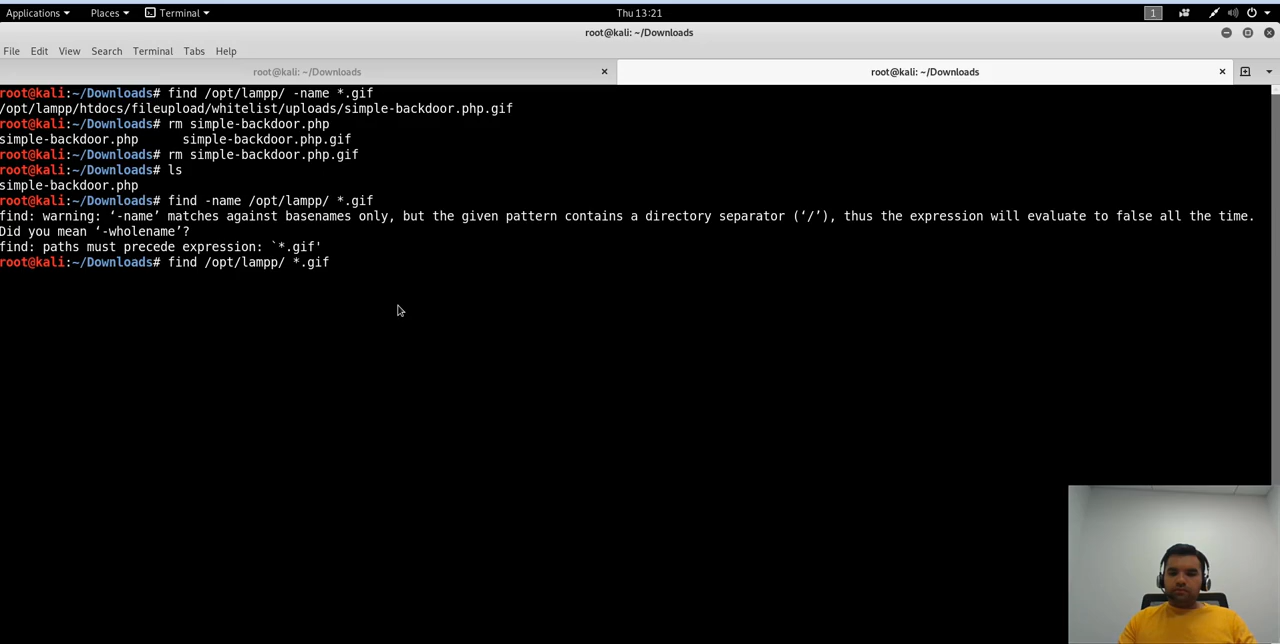 Applications Places Terminal Thu 13:21 1
root@kali: ~/Downloads
File Edit View Search Terminal Tabs Help
root@kali: ~/Downloads root@kali: ~/Downloads
root@kali:~/Downloads# find /opt/lampp/ -name *.gif
/opt/lampp/htdocs/fileupload/whitelist/uploads/simple-backdoor.php.gif
root@kali:~/Downloads# rm simple-backdoor.php
simple-backdoor.php simple-backdoor.php.gif
root@kali:~/Downloads# rm simple-backdoor.php.gif
root@kali:~/Downloads# ls
simple-backdoor.php
root@kali:~/Downloads# find -name /opt/lampp/ *.gif
find: warning: ‘-name’ matches against basenames only, but the given pattern contains a directory separator (‘/’), thus the expression will evaluate to false all the time.
Did you mean ‘-wholename’?
find: paths must precede expression: `*.gif'
root@kali:~/Downloads# find /opt/lampp/ *.gif